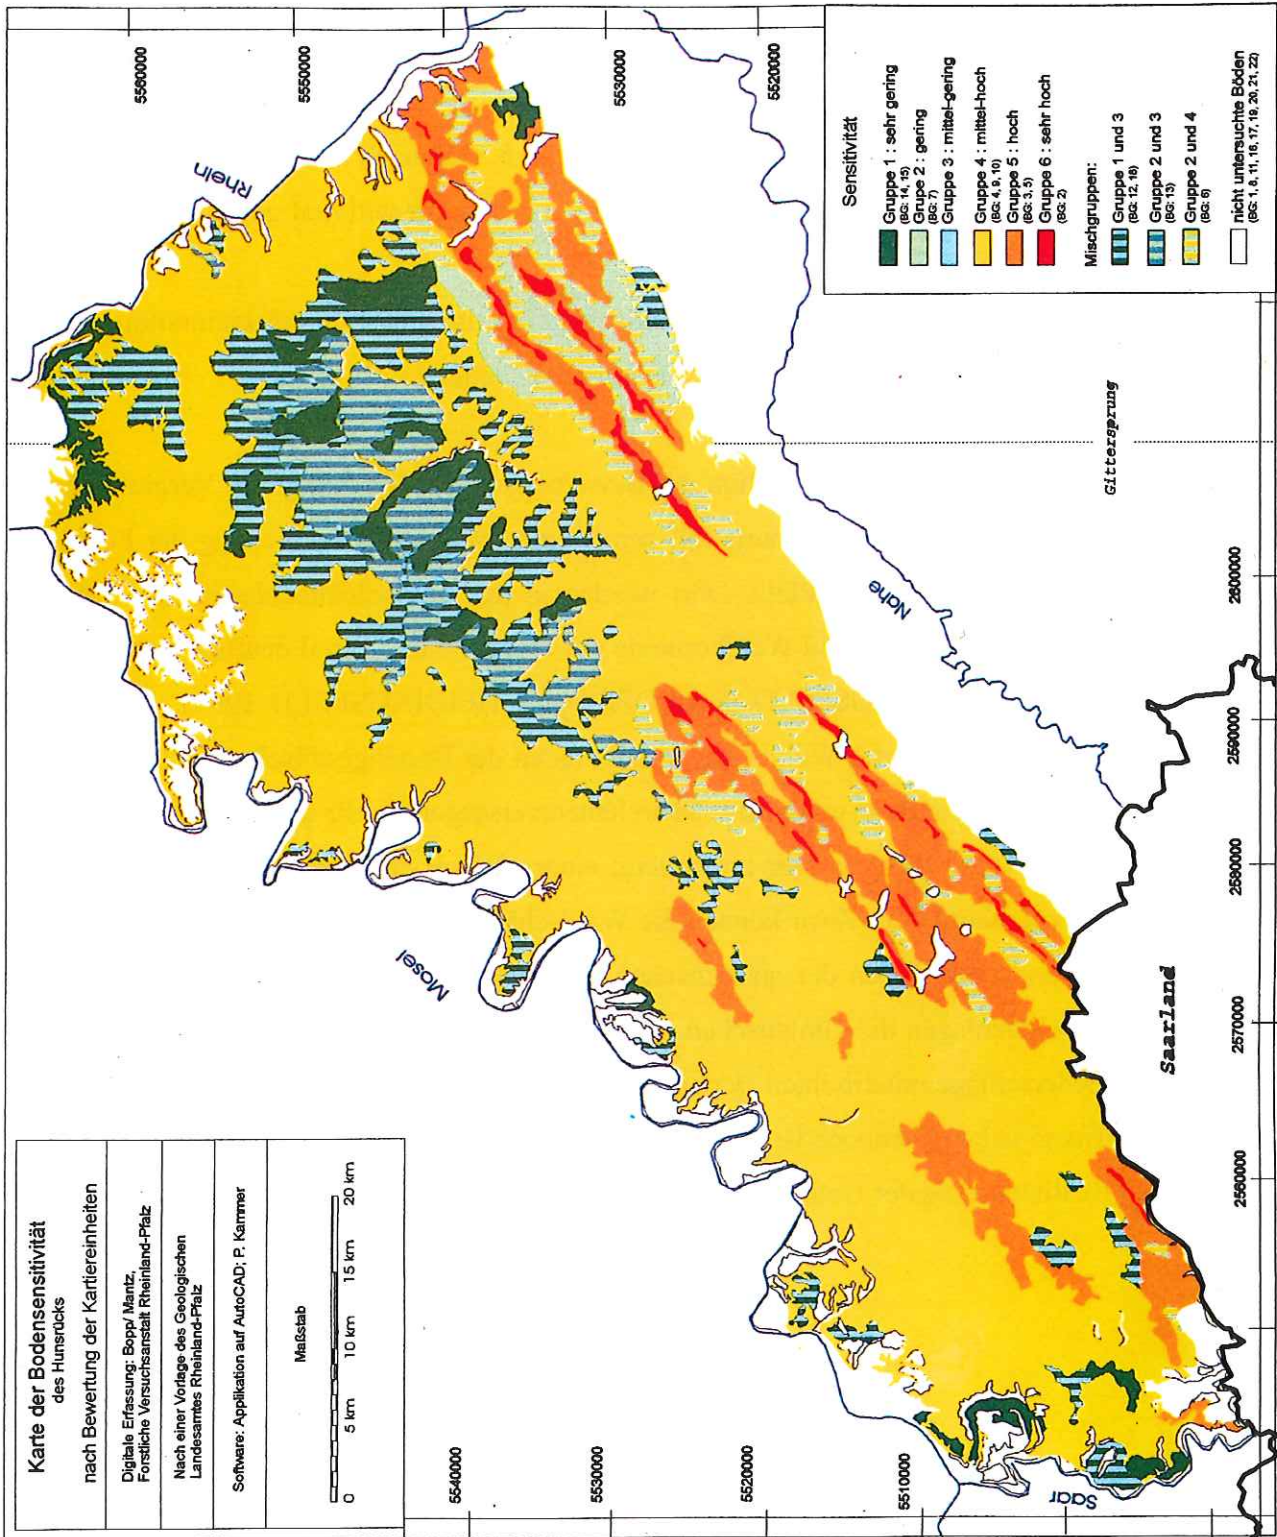 Karte der Bodensensitivität
des Hunsrücks
nach Bewertung der Kartiereinheiten
Digitale Erfassung: Bopp/ Mantz,
Forstliche Versuchsanstalt Rheinland-Pfalz
Nach einer Vorlage des Geologischen
Landesamtes Rheinland-Pfalz
Software: Applikation auf AutoCAD; P. Kammer
Maßstab
0 5 km 10 km 15 km 20 km
5540000
5530000
5520000
5510000
Saar
Mosel
Rhein
Nahe
Saarland
Gittersprung
5560000
5550000
5530000
5520000
2560000
2570000
2580000
2590000
2600000
Sensitivität
Gruppe 1 : sehr gering
(BG: 14, 15)
Gruppe 2 : gering
(BG: 7)
Gruppe 3 : mittel-gering
Gruppe 4 : mittel-hoch
(BG: 4, 9, 10)
Gruppe 5 : hoch
(BG: 3, 5)
Gruppe 6 : sehr hoch
(BG: 2)
Mischgruppen:
Gruppe 1 und 3
(BG: 12, 18)
Gruppe 2 und 3
(BG: 13)
Gruppe 2 und 4
(BG: 6)
nicht untersuchte Böden
(BG: 1, 8, 11, 16, 17, 19, 20, 21, 22)